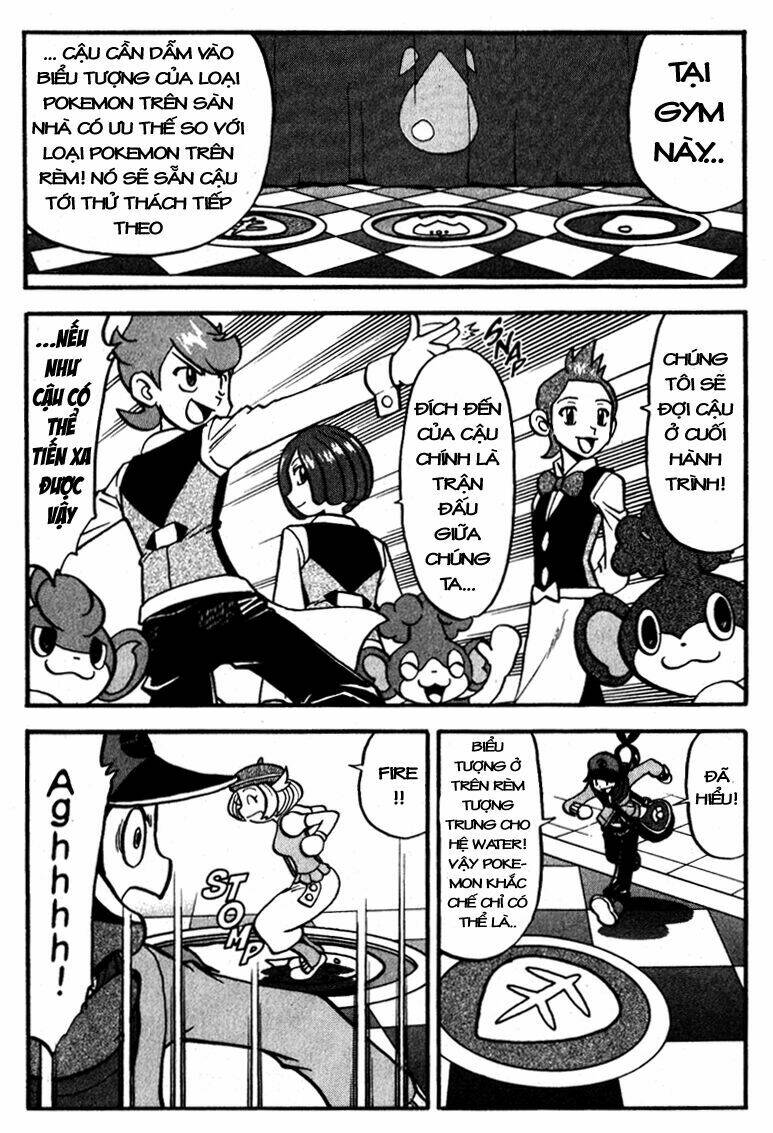 TẠI
GYM
NÀY...
... CẬU CẦN DẪM VÀO
BIỂU TƯỢNG CỦA LOẠI
POKEMON TRÊN SÀN
NHÀ CÓ ƯU THẾ SO VỚI
LOẠI POKEMON TRÊN
RÈM! NÓ SẼ SẴN CẬU
TỚI THỬ THÁCH TIẾP
THEO
CHÚNG
TÔI SẼ
ĐỢI CẬU
Ở CUỐI
HÀNH
TRÌNH!
SNAP
ĐÍCH ĐẾN
CỦA CẬU
CHÍNH LÀ
TRẬN
ĐẤU
GIỮA
CHÚNG
TA...
...NẾU
NHƯ
CẬU CÓ
THỂ
TIẾN XA
ĐƯỢC
VẬY
ĐÃ
HIỂU!
BIỂU
TƯỢNG Ở
TRÊN RÈM
TƯỢNG
TRƯNG CHO
HỆ WATER!
VẬY POKE-
MON KHẮC
CHẾ CHỈ CÓ
THỂ LÀ..
FIRE
!!
STOMP
Aghhhh!